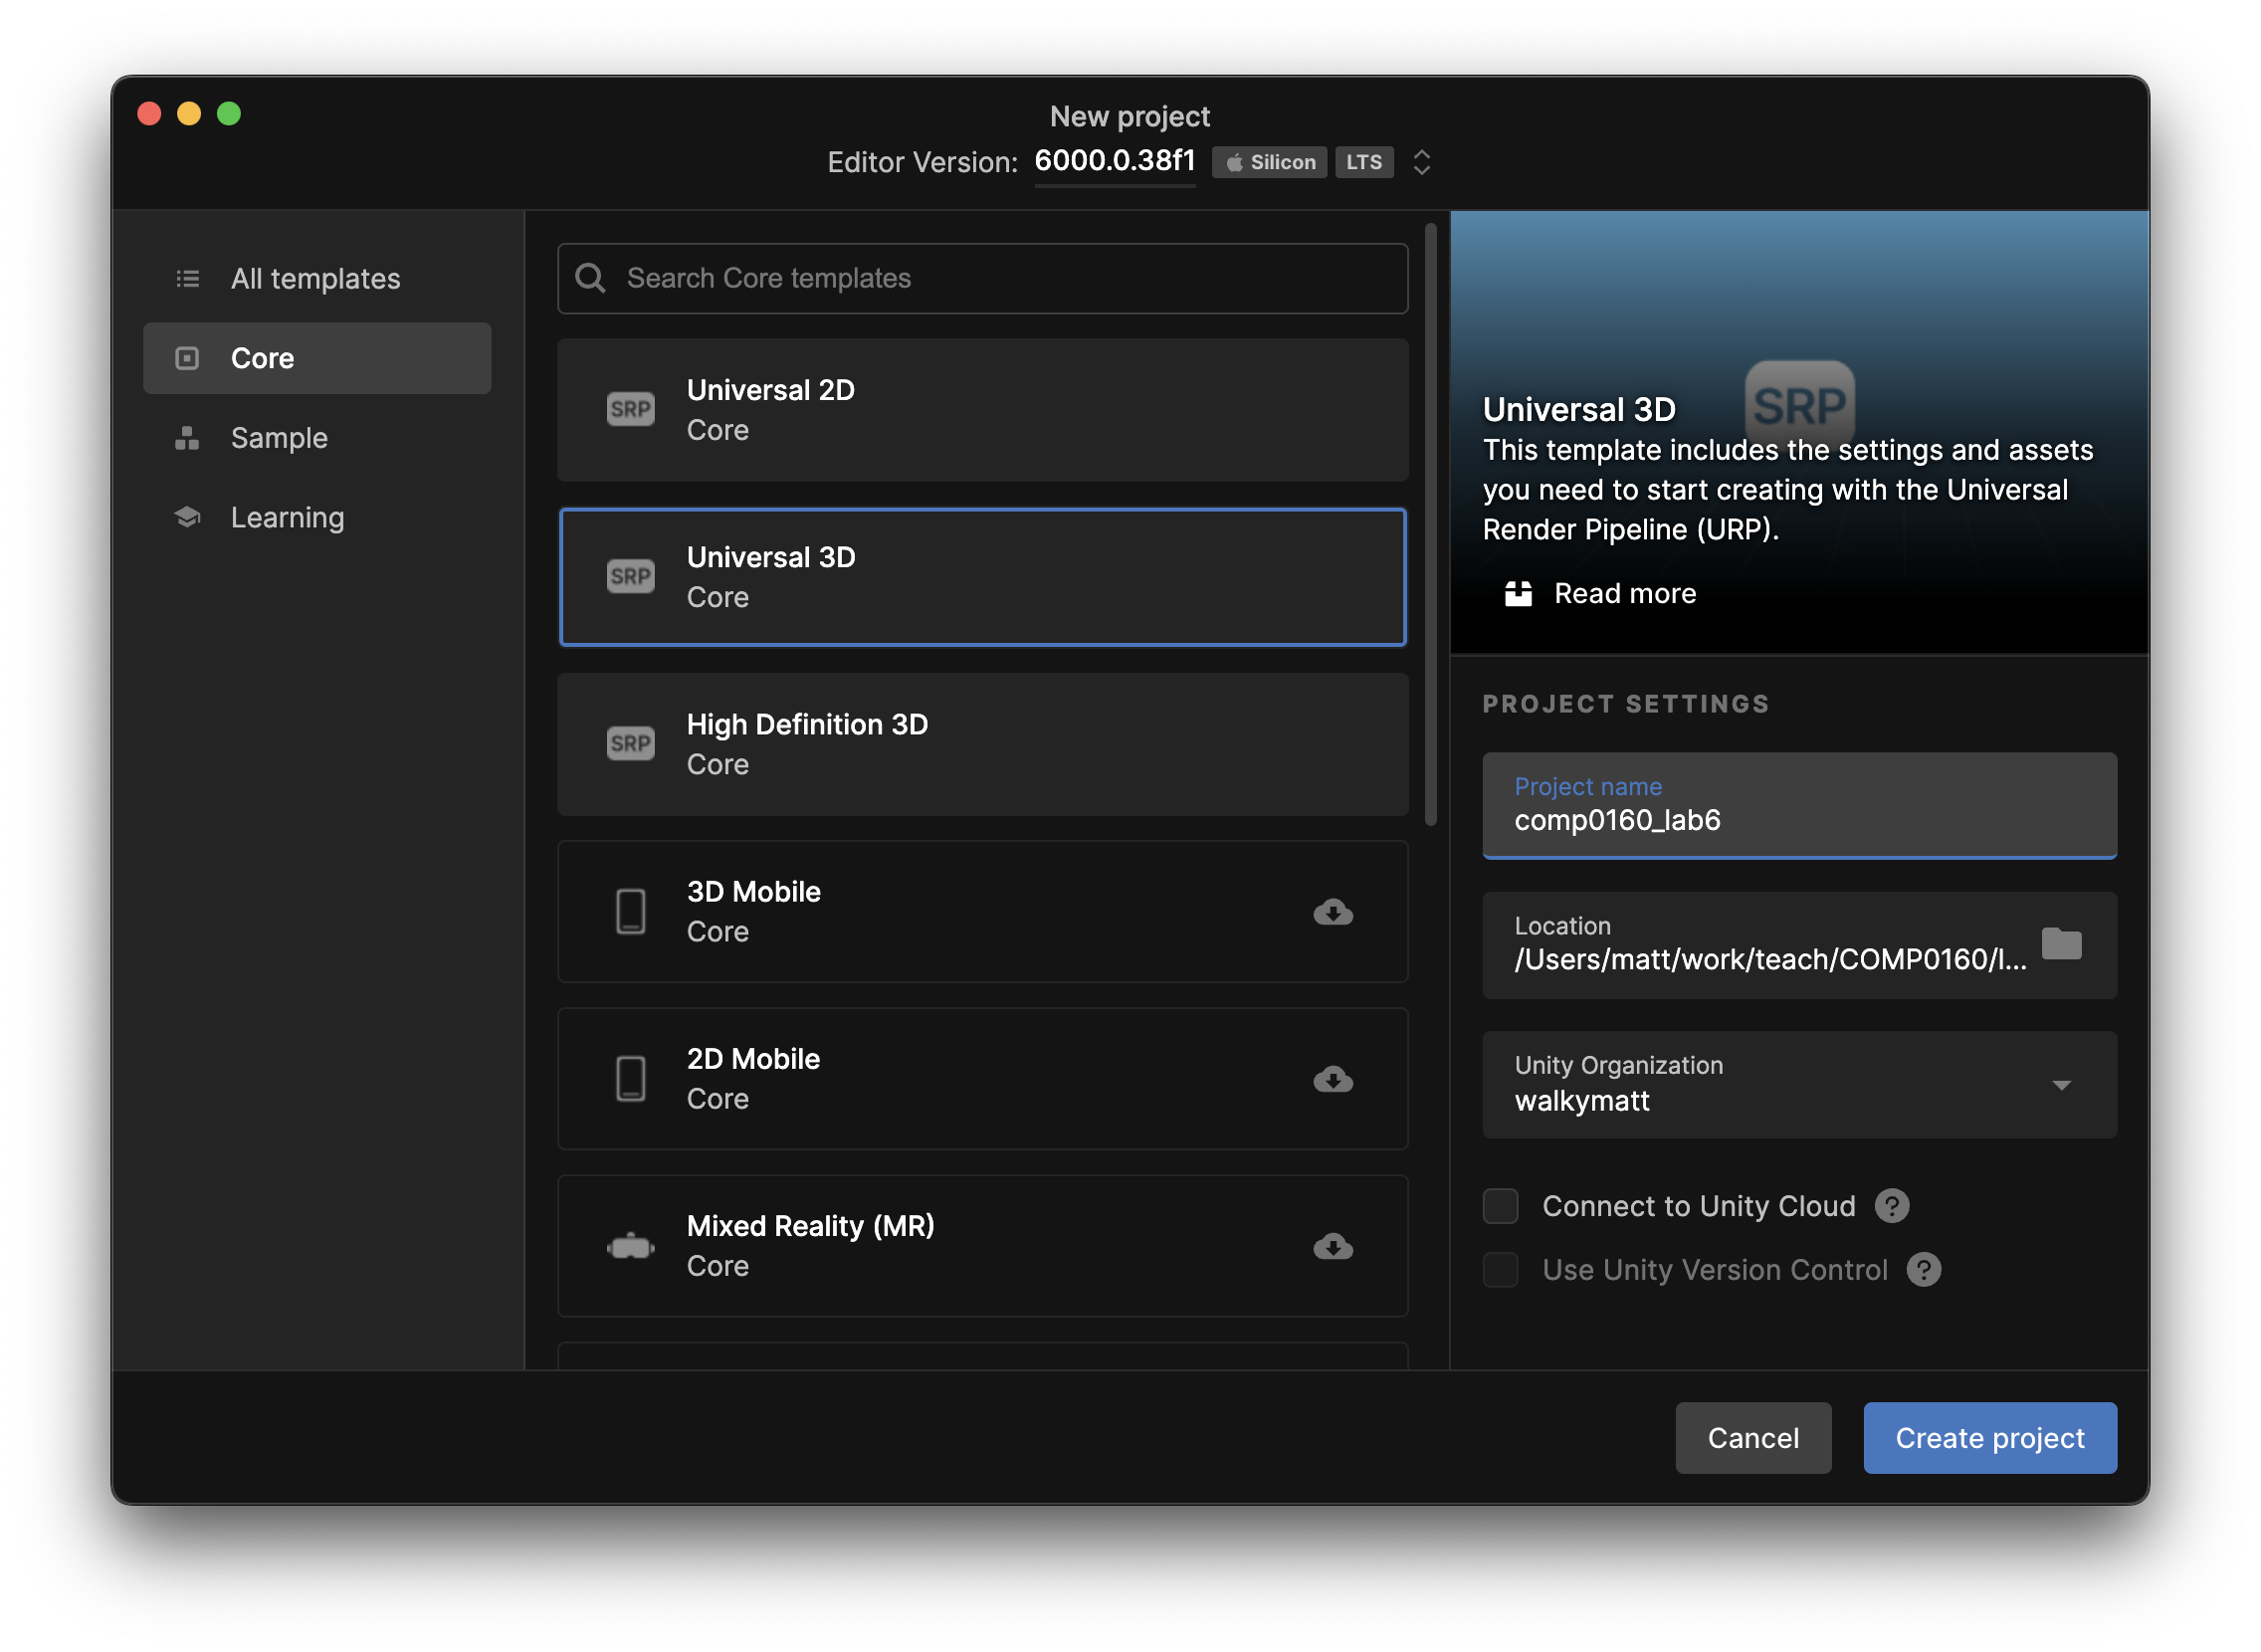 New project
Editor Version: 6000.0.38f1 Silicon LTS
All templates
Core
Sample
Learning
Search Core templates
SRP
Universal 2D
Core
SRP
Universal 3D
Core
SRP
High Definition 3D
Core
3D Mobile
Core
2D Mobile
Core
Mixed Reality (MR)
Core
SRP
Universal 3D
This template includes the settings and assets
you need to start creating with the Universal
Render Pipeline (URP).
Read more
PROJECT SETTINGS
Project name
comp0160_lab6
Location
/Users/matt/work/teach/COMP0160/l...
Unity Organization
walkymatt
Connect to Unity Cloud ?
Use Unity Version Control ?
Cancel
Create project